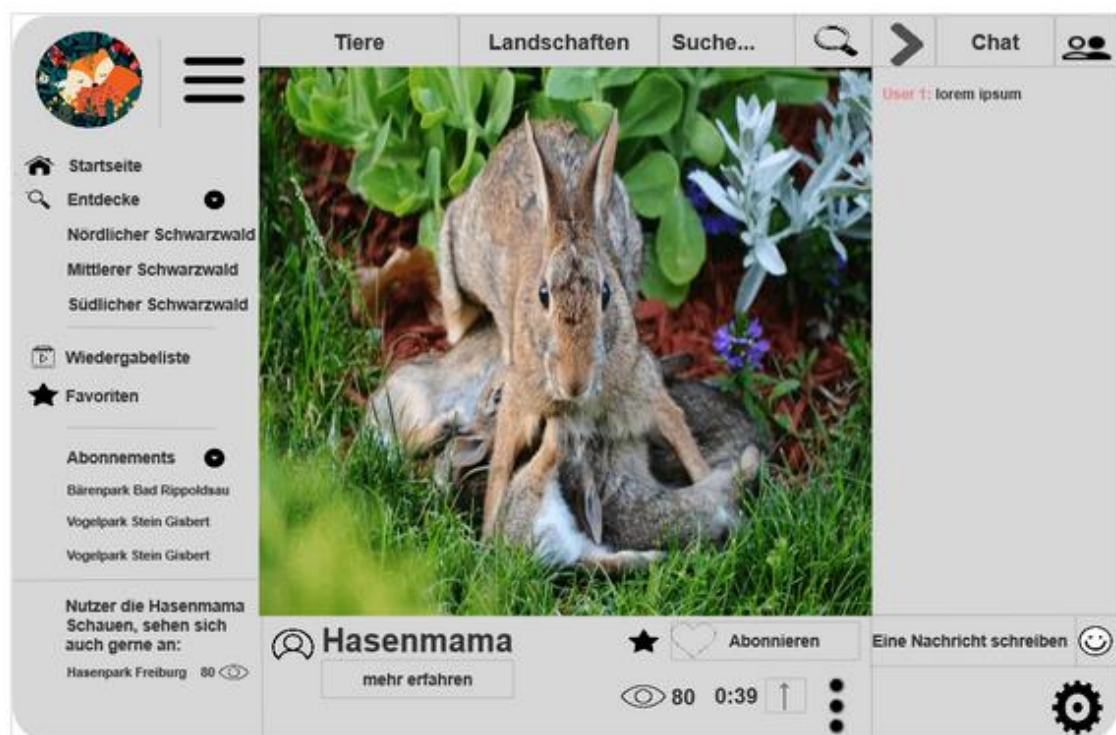 Tiere
Landschaften
Suche...
Chat
Startseite
Entdecke
Nördlicher Schwarzwald
Mittlerer Schwarzwald
Südlicher Schwarzwald
Wiedergabeliste
Favoriten
Abonnements
Bärenpark Bad Rippoldsau
Vogelpark Stein Gisbert
Vogelpark Stein Gisbert
Nutzer die Hasenmama
Schauen, sehen sich
auch gerne an:
Hasenpark Freiburg 80
Hasenmama
mehr erfahren
Abonnieren
80 0:39
User 1: lorem ipsum
Eine Nachricht schreiben